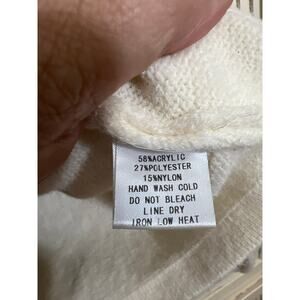 58%ACRYLIC
27%POLYESTER
15%NYLON
HAND WASH COLD
DO NOT BLEACH
LINE DRY
IRON LOW HEAT